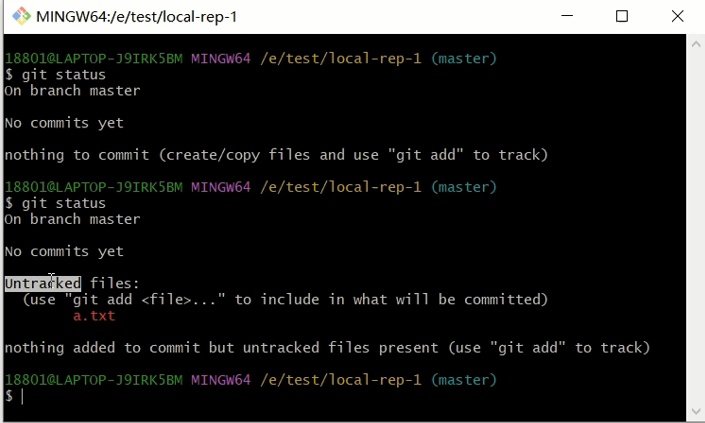 MINGW64:/e/test/local-rep-1
18801@LAPTOP-J9IRK5BM MINGW64 /e/test/local-rep-1 (master)
$ git status
On branch master
No commits yet
nothing to commit (create/copy files and use "git add" to track)
18801@LAPTOP-J9IRK5BM MINGW64 /e/test/local-rep-1 (master)
$ git status
On branch master
No commits yet
Untracked files:
(use "git add <file>..." to include in what will be committed)
a.txt
nothing added to commit but untracked files present (use "git add" to track)
18801@LAPTOP-J9IRK5BM MINGW64 /e/test/local-rep-1 (master)
$